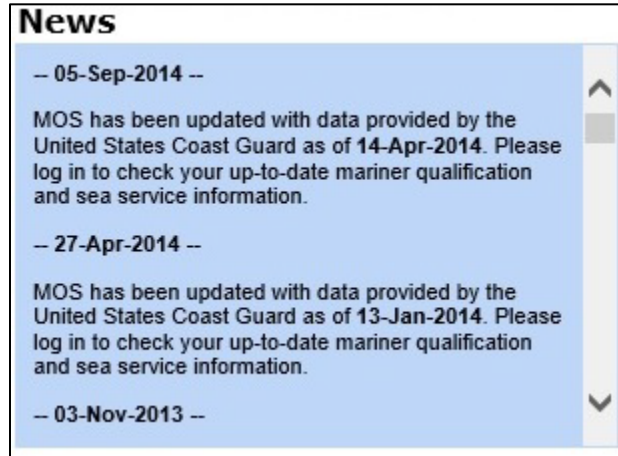 News
-- 05-Sep-2014 --
MOS has been updated with data provided by the
United States Coast Guard as of 14-Apr-2014. Please
log in to check your up-to-date mariner qualification
and sea service information.
-- 27-Apr-2014 --
MOS has been updated with data provided by the
United States Coast Guard as of 13-Jan-2014. Please
log in to check your up-to-date mariner qualification
and sea service information.
-- 03-Nov-2013 --